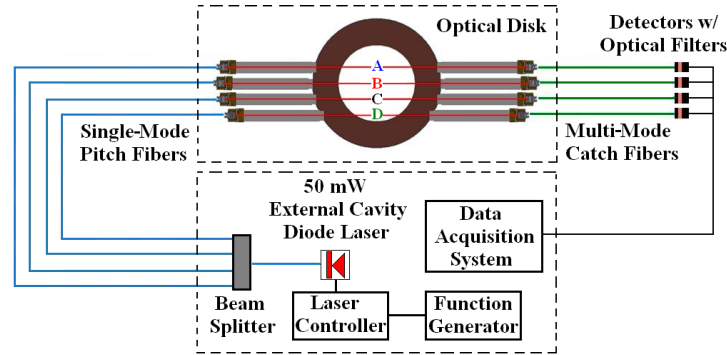 Optical Disk
Detectors w/
Optical Filters
A
B
C
D
Single-Mode
Pitch Fibers
Multi-Mode
Catch Fibers
50 mW
External Cavity
Diode Laser
Data
Acquisition
System
Beam
Splitter
Laser
Controller
Function
Generator